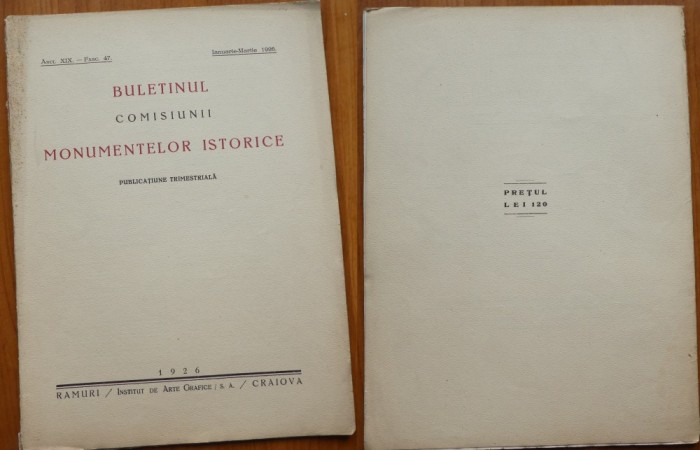 Anul XIX. — Fasc. 47. Ianuarie-Martie 1926.
BULETINUL
COMISIUNII
MONUMENTELOR ISTORICE
PUBLICAȚIUNE TRIMESTRIALĂ
1926
RAMURI / INSTITUT DE ARTE GRAFICE / S. A. / CRAIOVA
PREȚUL
LEI 120